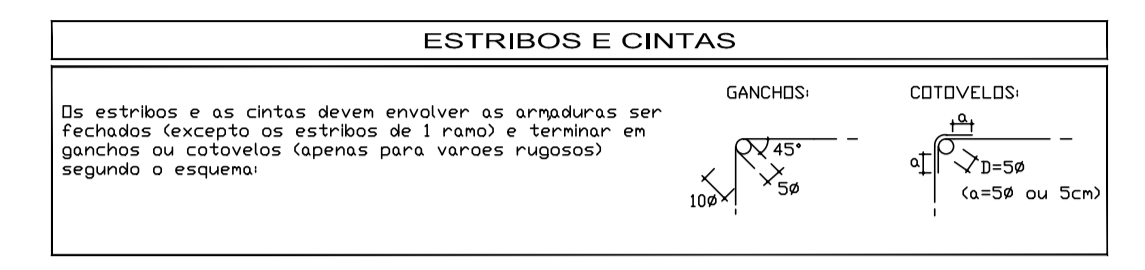 ESTRIBOS E CINTAS
Os estribos e as cintas devem envolver as armaduras ser
fechados (excepto os estribos de 1 ramo) e terminar em
ganchos ou cotovelos (apenas para varoes rugosos)
segundo o esquema:
GANCHOS:
45°
5ø
10ø
COTOVELOS:
a
a
D=5ø
(a=5ø ou 5cm)